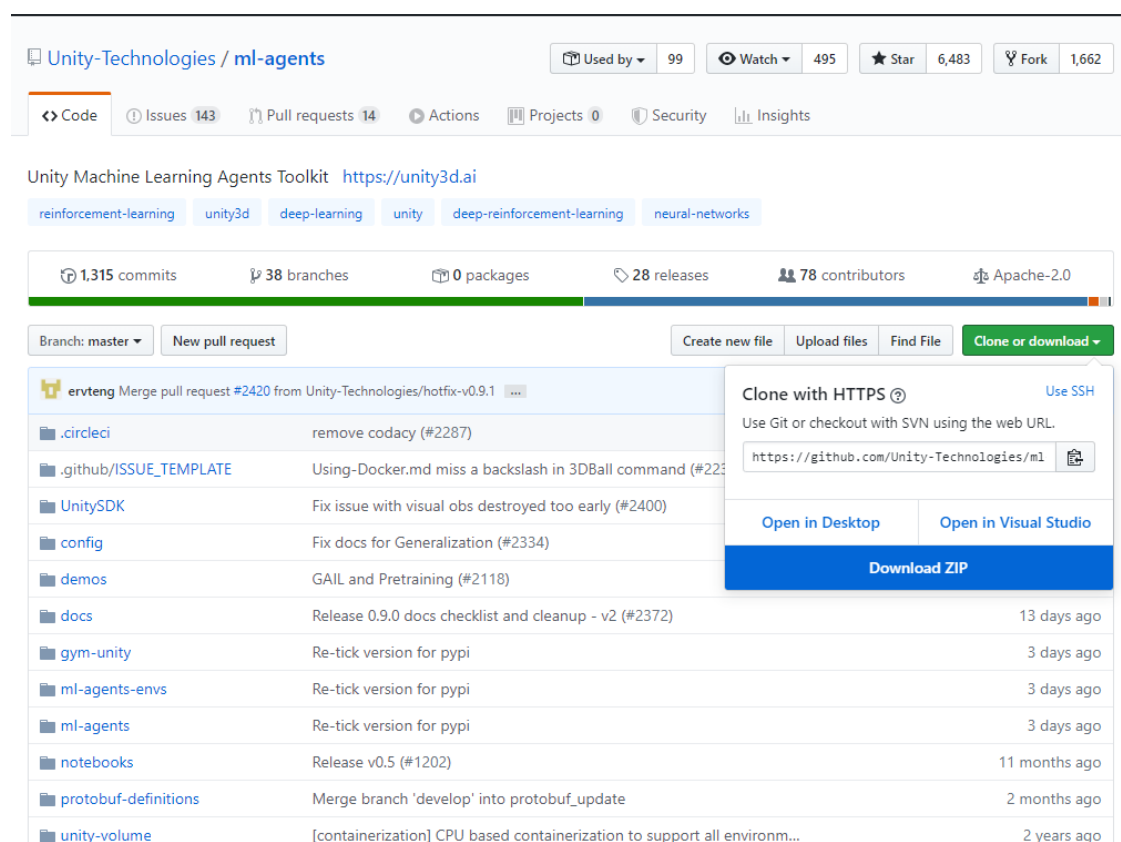 Unity-Technologies / ml-agents Used by 99 Watch 495 Star 6,483 Fork 1,662
Code Issues 143 Pull requests 14 Actions Projects 0 Security Insights
Unity Machine Learning Agents Toolkit https://unity3d.ai
reinforcement-learning unity3d deep-learning unity deep-reinforcement-learning neural-networks
1,315 commits 38 branches 0 packages 28 releases 78 contributors Apache-2.0
Branch: master New pull request Create new file Upload files Find File Clone or download
ervteng Merge pull request #2420 from Unity-Technologies/hotfix-v0.9.1 ...
Clone with HTTPS Use SSH
Use Git or checkout with SVN using the web URL.
https://github.com/Unity-Technologies/ml
Open in Desktop Open in Visual Studio
Download ZIP
.circleci remove codacy (#2287)
.github/ISSUE_TEMPLATE Using-Docker.md miss a backslash in 3DBall command (#223
UnitySDK Fix issue with visual obs destroyed too early (#2400)
config Fix docs for Generalization (#2334)
demos GAIL and Pretraining (#2118)
docs Release 0.9.0 docs checklist and cleanup - v2 (#2372) 13 days ago
gym-unity Re-tick version for pypi 3 days ago
ml-agents-envs Re-tick version for pypi 3 days ago
ml-agents Re-tick version for pypi 3 days ago
notebooks Release v0.5 (#1202) 11 months ago
protobuf-definitions Merge branch 'develop' into protobuf_update 2 months ago
unity-volume [containerization] CPU based containerization to support all environm... 2 years ago